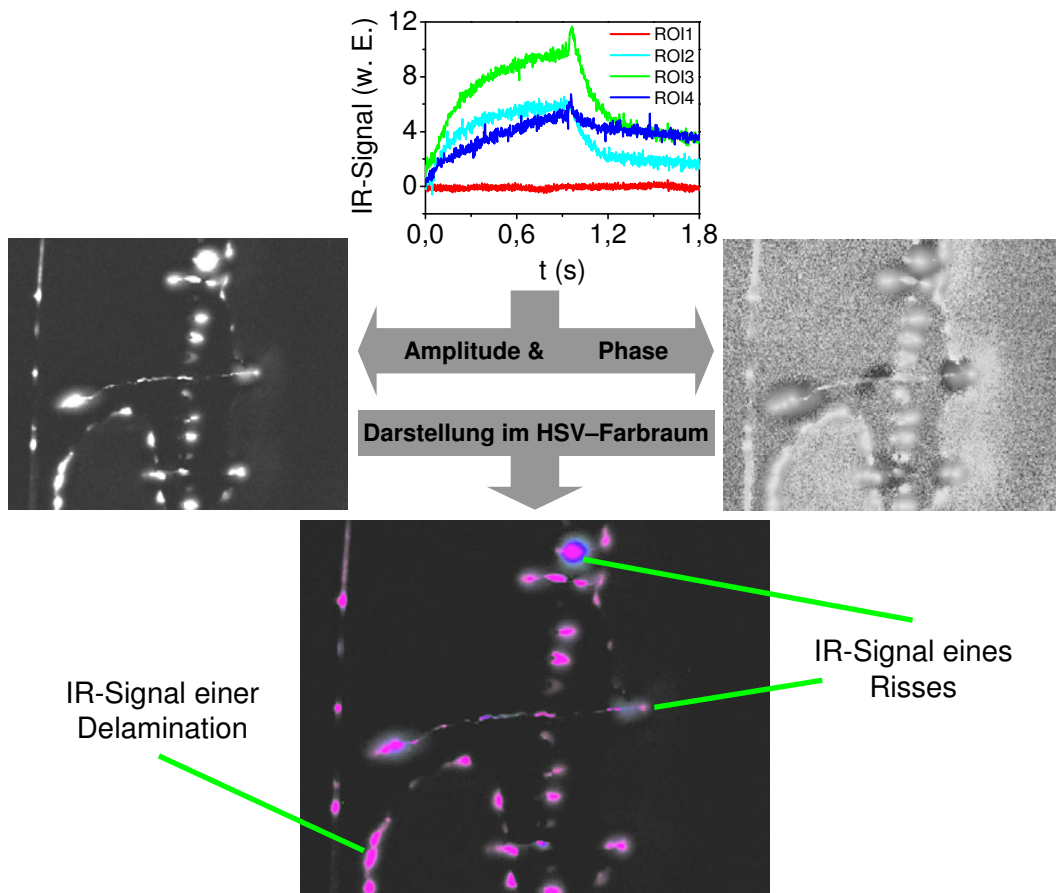 12
8
4
0
IR-Signal (w. E.)
ROI1
ROI2
ROI3
ROI4
0,0 0,6 1,2 1,8
t (s)
Amplitude & Phase
Darstellung im HSV–Farbraum
IR-Signal eines
Risses
IR-Signal einer
Delamination